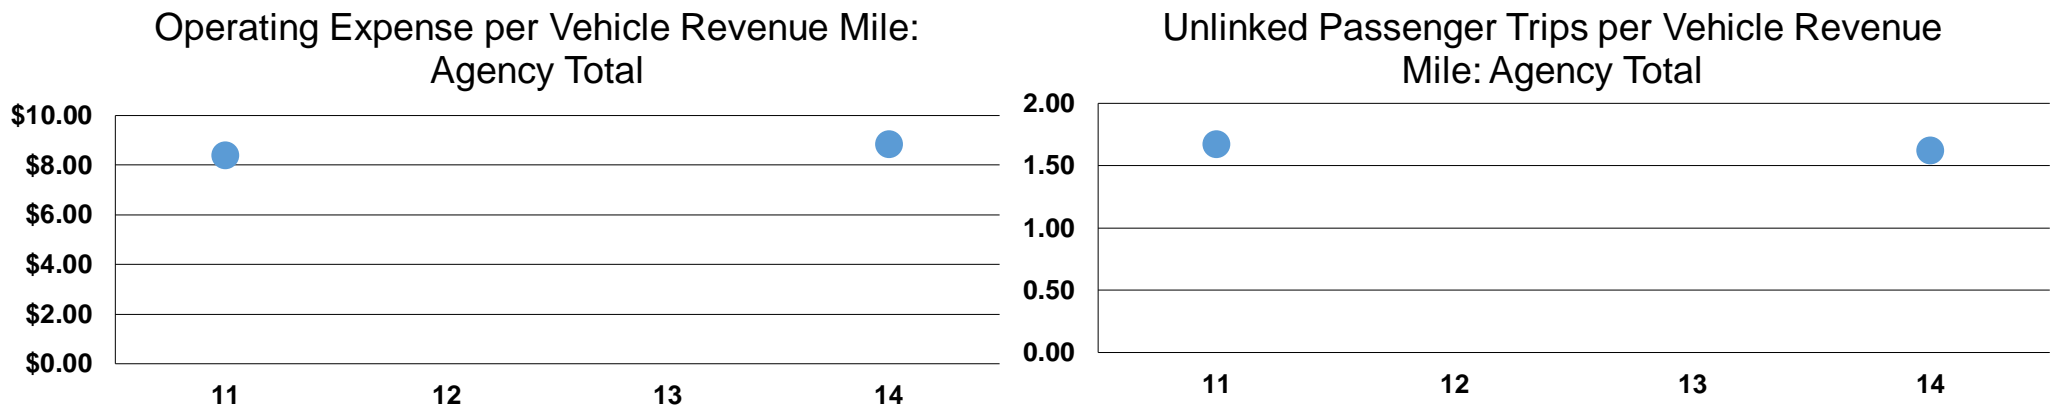 Operating Expense per Vehicle Revenue Mile:
Agency Total
$10.00
$8.00
$6.00
$4.00
$2.00
$0.00
11 12 13 14
Unlinked Passenger Trips per Vehicle Revenue
Mile: Agency Total
2.00
1.50
1.00
0.50
0.00
11 12 13 14